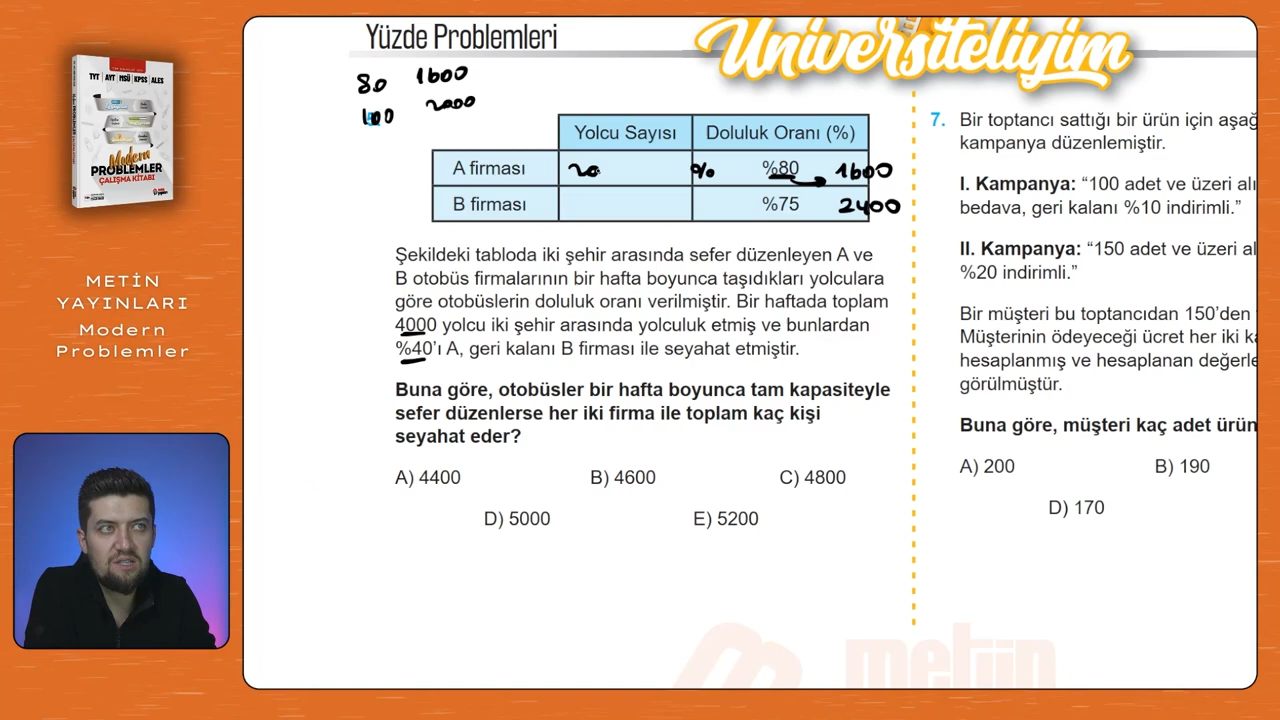 Yüzde Problemleri
Üniversiteliyim
80 1600
100 2000
Yolcu Sayısı Doluluk Oranı (%)
A firması 20 % %80 1600
B firması %75 2400
Şekildeki tabloda iki şehir arasında sefer düzenleyen A ve
B otobüs firmalarının bir hafta boyunca taşıdıkları yolculara
göre otobüslerin doluluk oranı verilmiştir. Bir haftada toplam
4000 yolcu iki şehir arasında yolculuk etmiş ve bunlardan
%40'ı A, geri kalanı B firması ile seyahat etmiştir.
Buna göre, otobüsler bir hafta boyunca tam kapasiteyle
sefer düzenlerse her iki firma ile toplam kaç kişi
seyahat eder?
A) 4400 B) 4600 C) 4800
D) 5000 E) 5200
7. Bir toptancı sattığı bir ürün için aşağ
kampanya düzenlemiştir.
I. Kampanya: “100 adet ve üzeri alı
bedava, geri kalanı %10 indirimli.”
II. Kampanya: “150 adet ve üzeri al
%20 indirimli.”
Bir müşteri bu toptancıdan 150'den
Müşterinin ödeyeceği ücret her iki ka
hesaplanmış ve hesaplanan değerle
görülmüştür.
Buna göre, müşteri kaç adet ürün
A) 200 B) 190
D) 170
metin
TYT AYT MSÜ KPSS ALES
Modern
PROBLEMLER
ÇALIŞMA KİTABI
METİN
YAYINLARI
Modern
Problemler